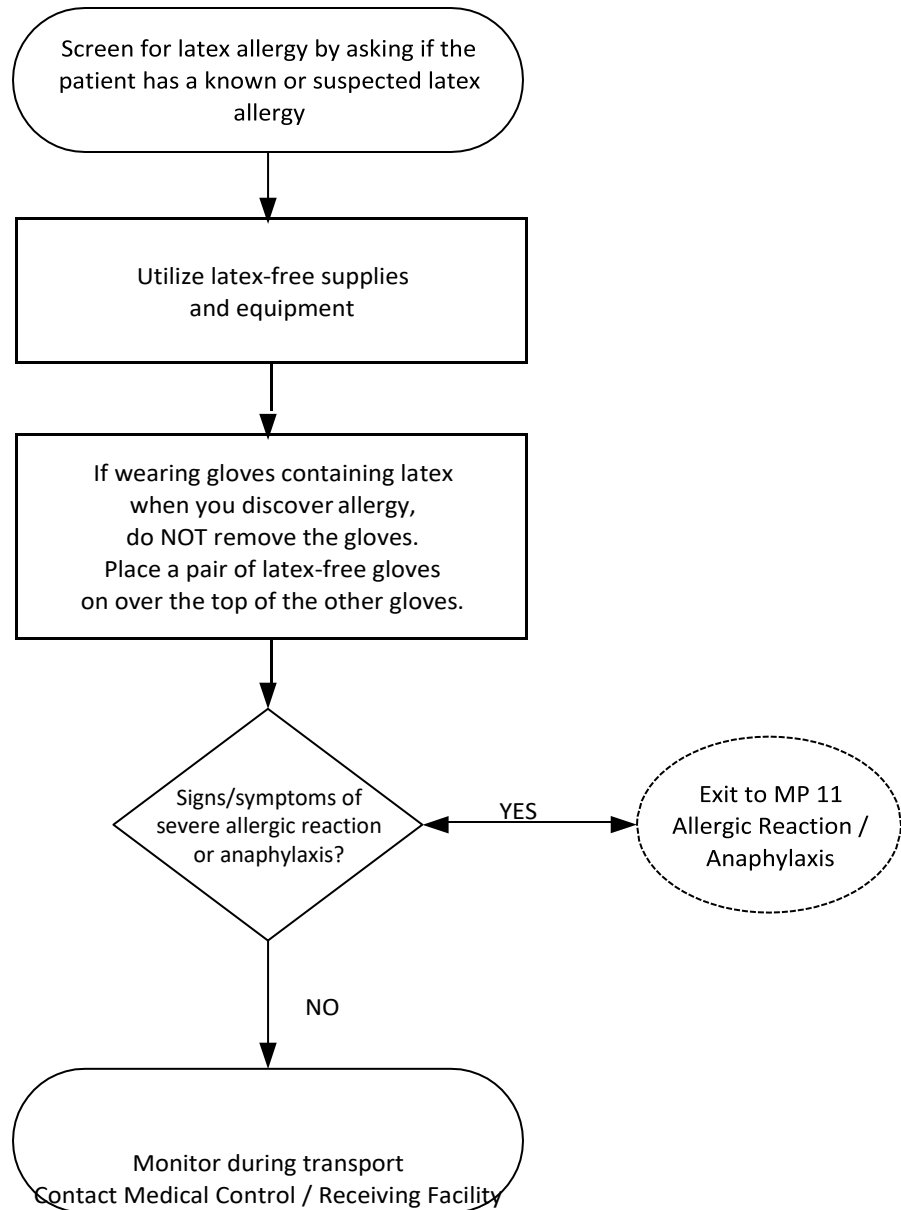 Screen for latex allergy by asking if the
patient has a known or suspected latex
allergy
Utilize latex-free supplies
and equipment
If wearing gloves containing latex
when you discover allergy,
do NOT remove the gloves.
Place a pair of latex-free gloves
on over the top of the other gloves.
Signs/symptoms of
severe allergic reaction
or anaphylaxis?
YES
Exit to MP 11
Allergic Reaction /
Anaphylaxis
NO
Monitor during transport
Contact Medical Control / Receiving Facility